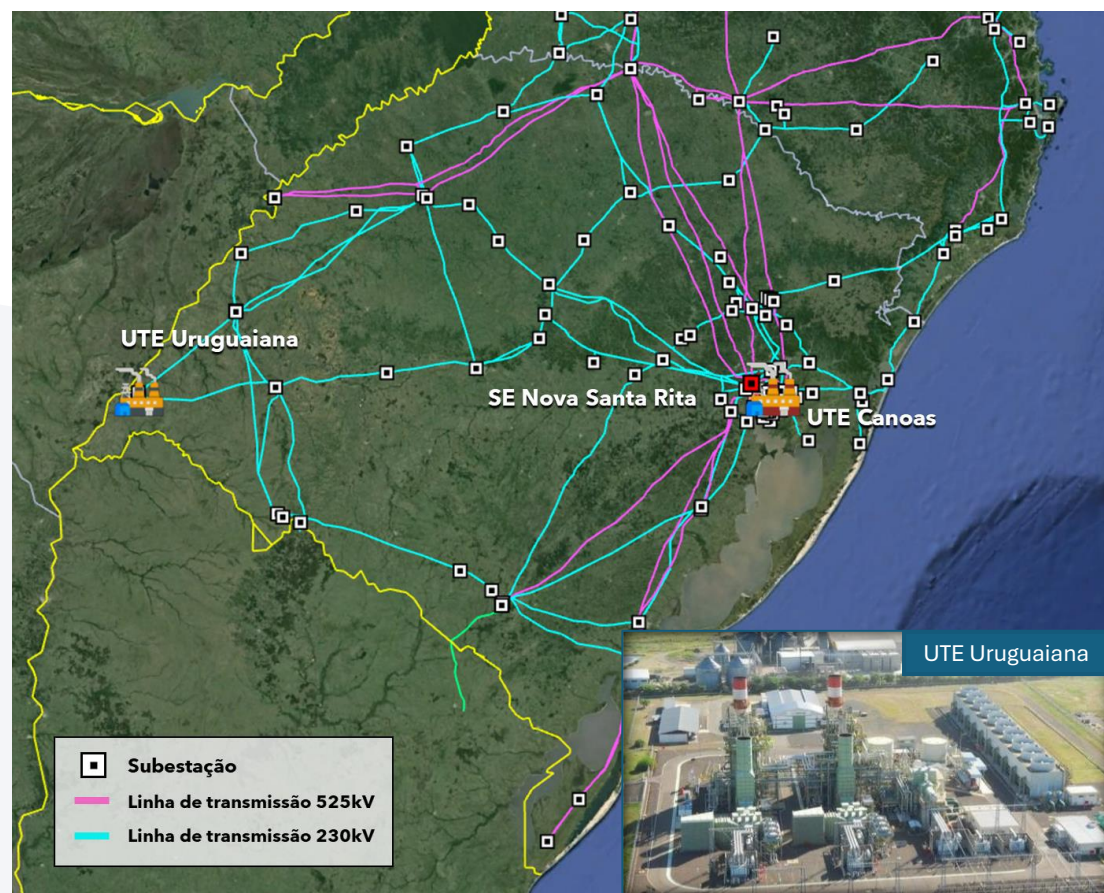 UTE Uruguaiana
SE Nova Santa Rita
UTE Canoas
UTE Uruguaiana
Subestação
Linha de transmissão 525kV
Linha de transmissão 230kV